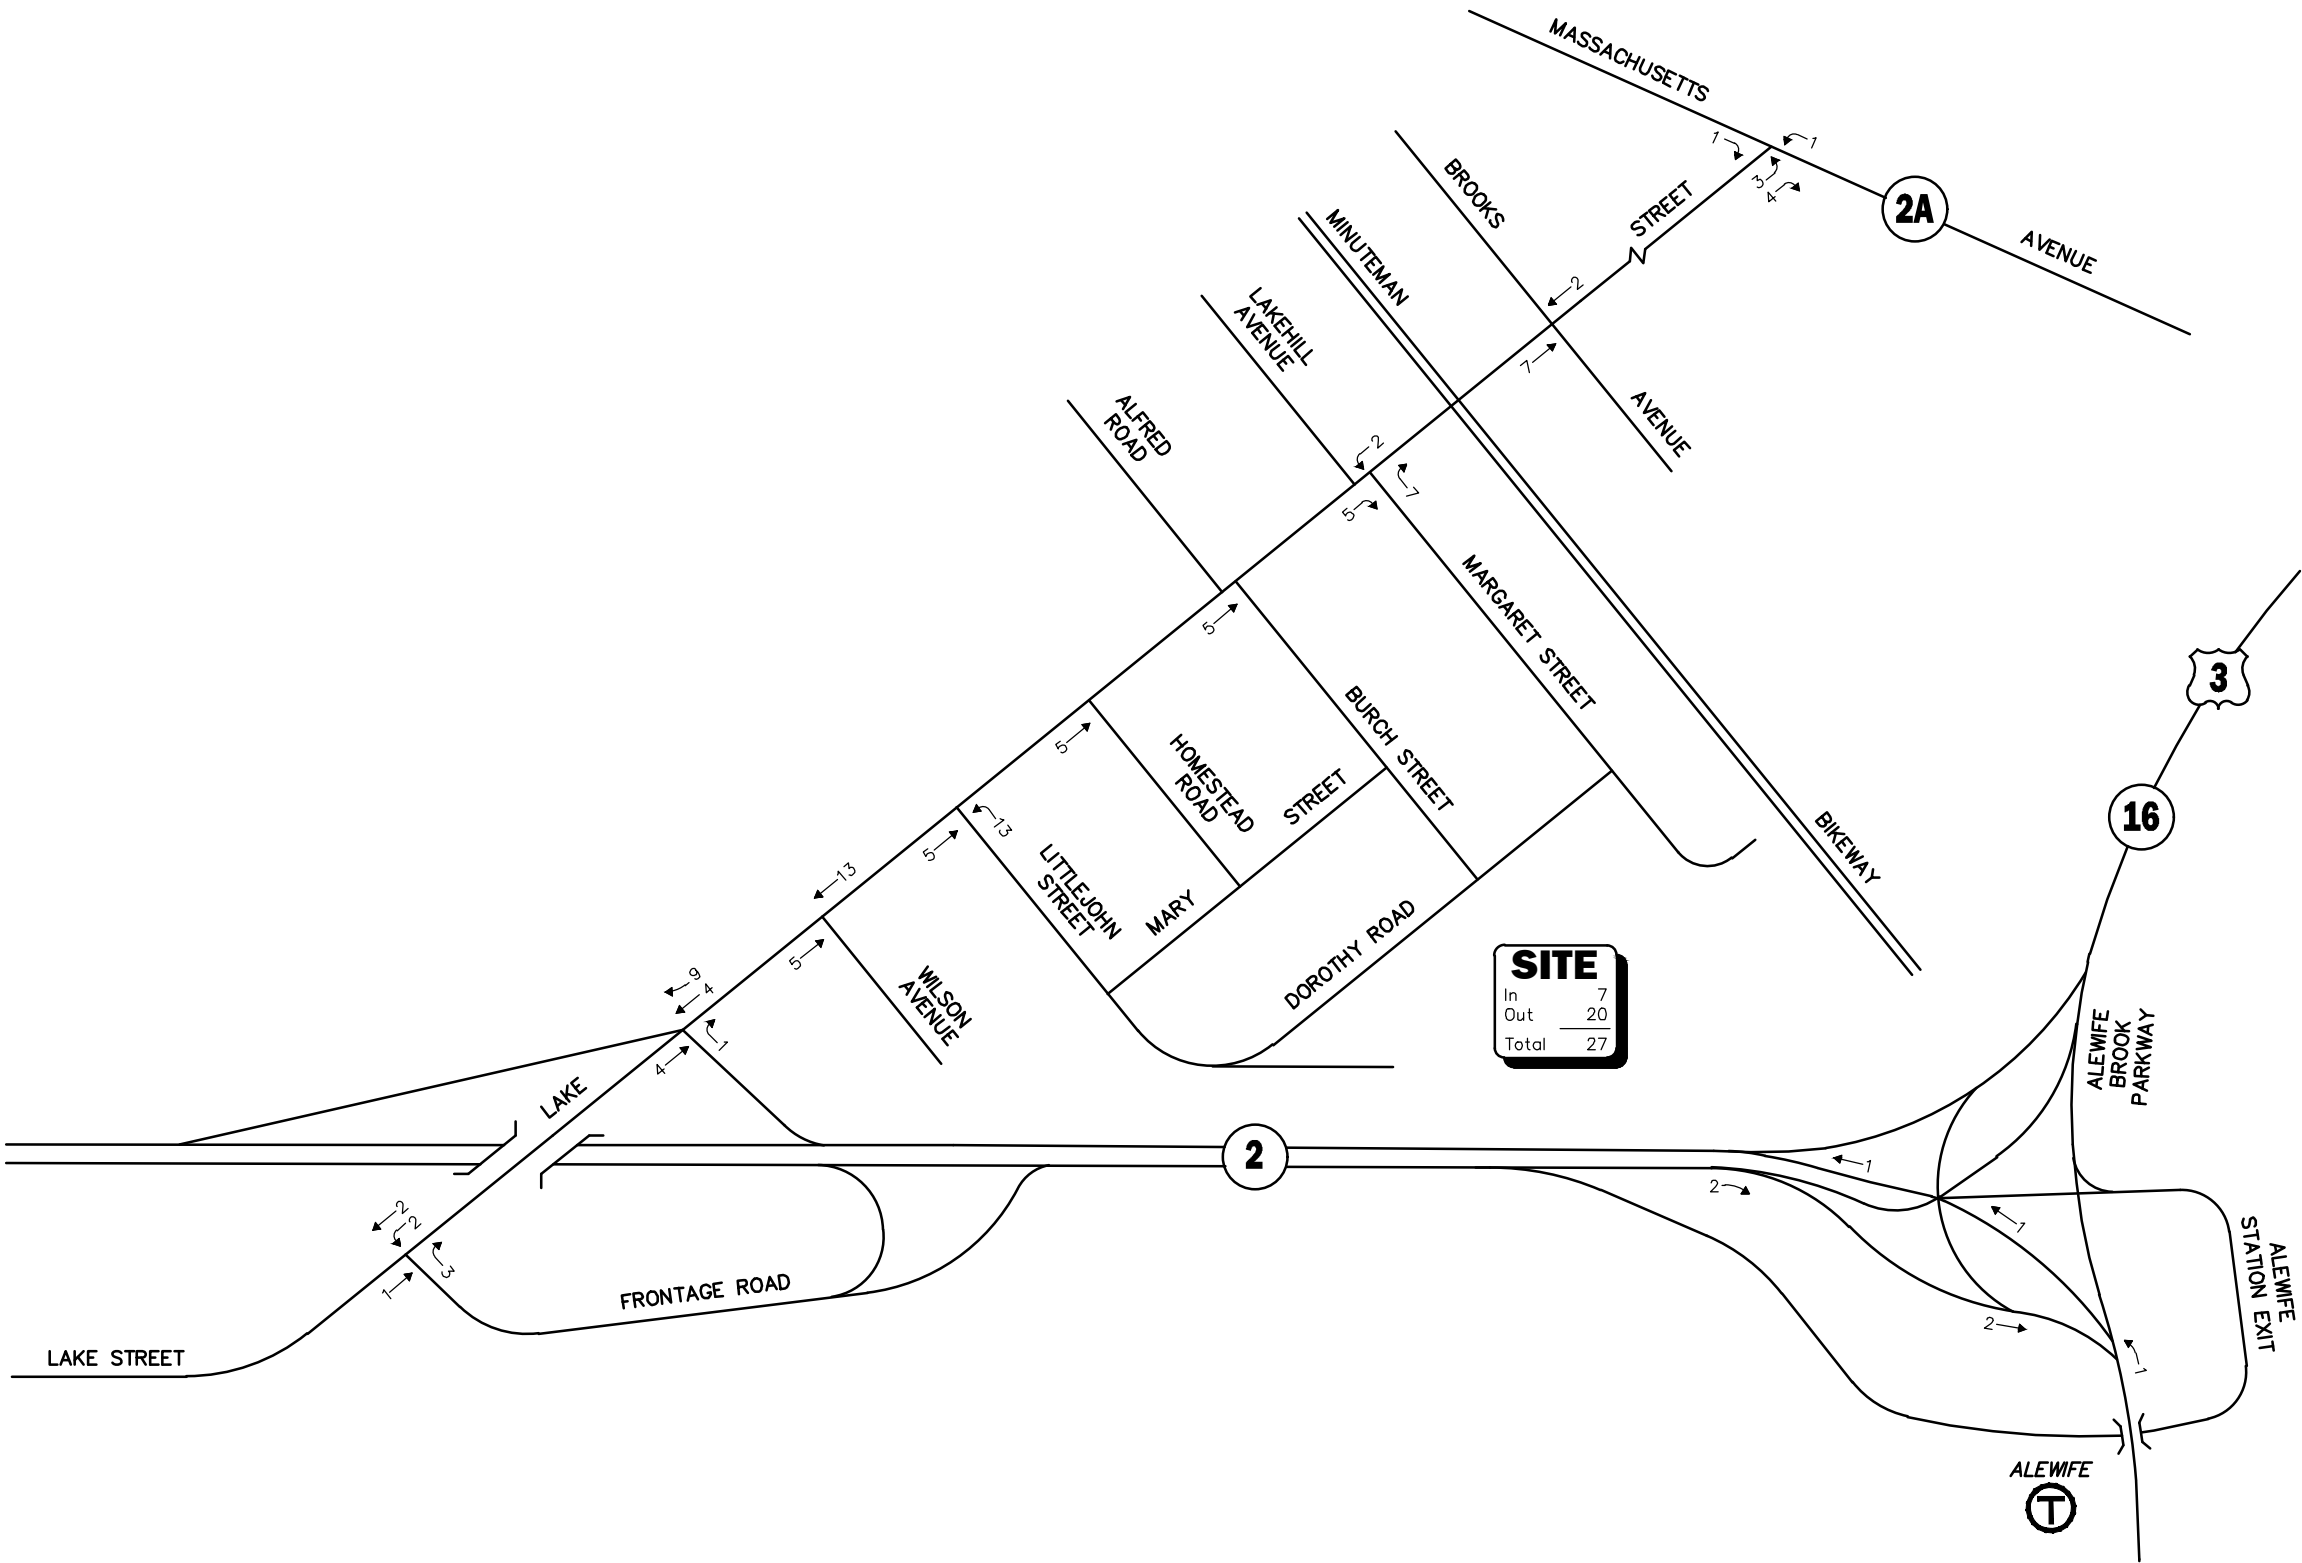 MASSACHUSETTS
1
1
3
4
2A
AVENUE
BROOKS
STREET
MINUTEMAN
2
7
AVENUE
LAKEHILL
AVENUE
ALFRED
ROAD
2
7
5
MARGARET STREET
5
BURCH STREET
3
5
HOMESTEAD
ROAD
STREET
16
13
5
LITTLEJOHN
STREET
MARY
BIKEWAY
13
5
WILSON
AVENUE
DOROTHY ROAD
SITE
In 7
Out 20
Total 27
9
4
1
4
LAKE
ALEWIFE
BROOK
PARKWAY
2
1
2
1
2
2
3
1
FRONTAGE ROAD
ALEWIFE
STATION EXIT
2
1
LAKE STREET
ALEWIFE
T